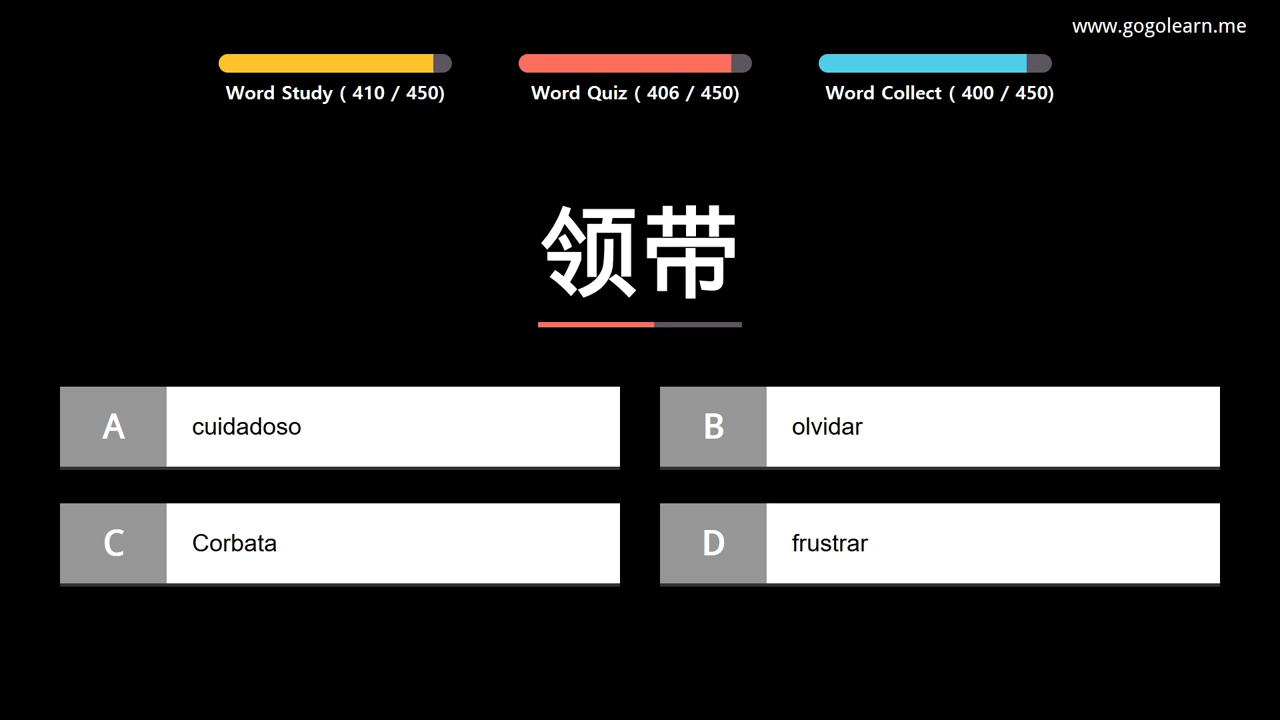 www.gogolearn.me
Word Study ( 410 / 450)
Word Quiz ( 406 / 450)
Word Collect ( 400 / 450)
领带
A cuidadoso
B olvidar
C Corbata
D frustrar